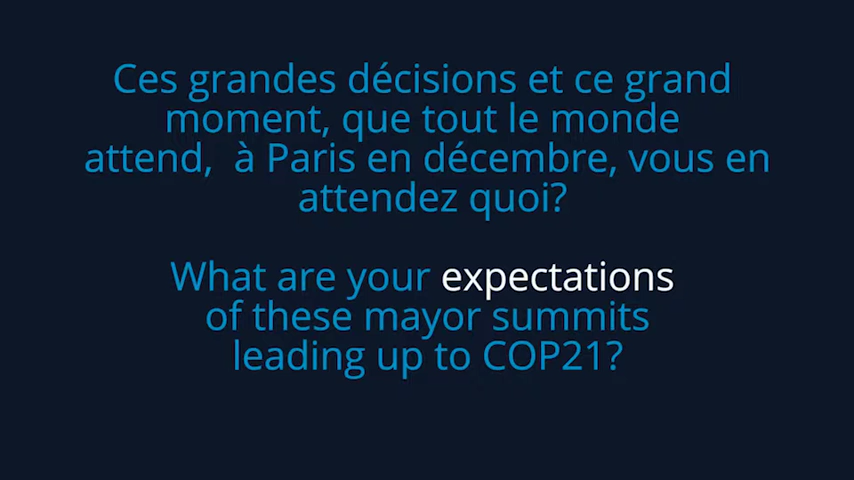 Ces grandes décisions et ce grand
moment, que tout le monde
attend,  à Paris en décembre, vous en
attendez quoi?
What are your expectations
of these mayor summits
leading up to COP21?